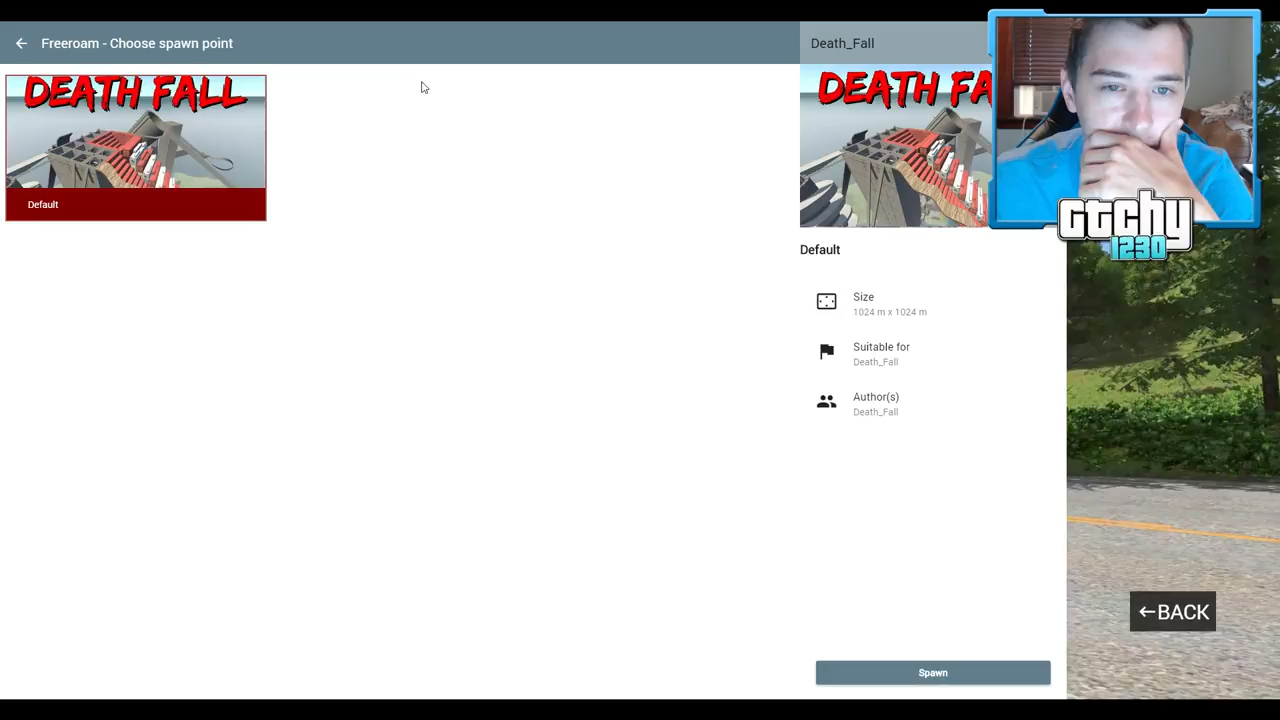 Freeroam - Choose spawn point
Death_Fall
DEATH FALL
Default
DEATH FA
Default
Size
1024 m x 1024 m
Suitable for
Death_Fall
Author(s)
Death_Fall
Spawn
GTCHY
1230
←BACK